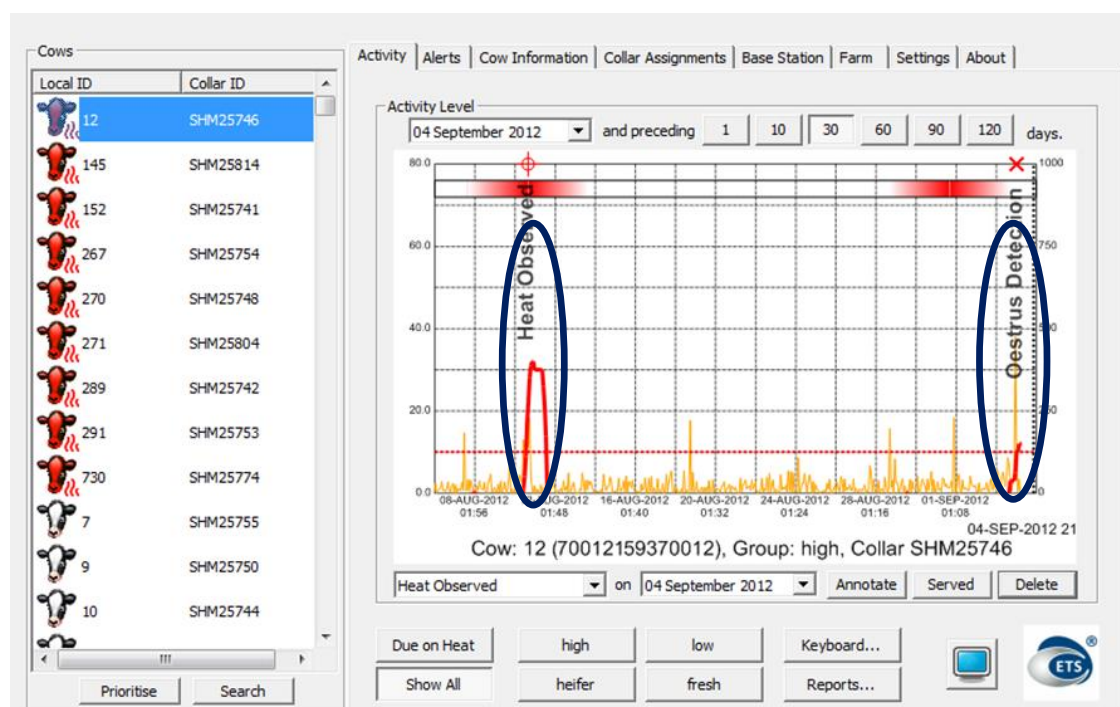 Cows
Local ID Collar ID
12 SHM25746
145 SHM25814
152 SHM25741
267 SHM25754
270 SHM25748
271 SHM25804
289 SHM25742
291 SHM25753
730 SHM25774
7 SHM25755
9 SHM25750
10 SHM25744
Prioritise Search
Activity Alerts Cow Information Collar Assignments Base Station Farm Settings About
Activity Level
04 September 2012 and preceding 1 10 30 60 90 120 days.
80.0 1000
60.0 750
40.0 500
20.0 250
0.0 0
Heat Observed
Oestrus Detection
08-AUG-2012 16-AUG-2012 20-AUG-2012 24-AUG-2012 28-AUG-2012 01-SEP-2012
01:56 01:48 01:40 01:32 01:24 01:16 01:08
04-SEP-2012 21
Cow: 12 (70012159370012), Group: high, Collar SHM25746
Heat Observed on 04 September 2012 Annotate Served Delete
Due on Heat high low Keyboard...
Show All heifer fresh Reports...
ETS
®